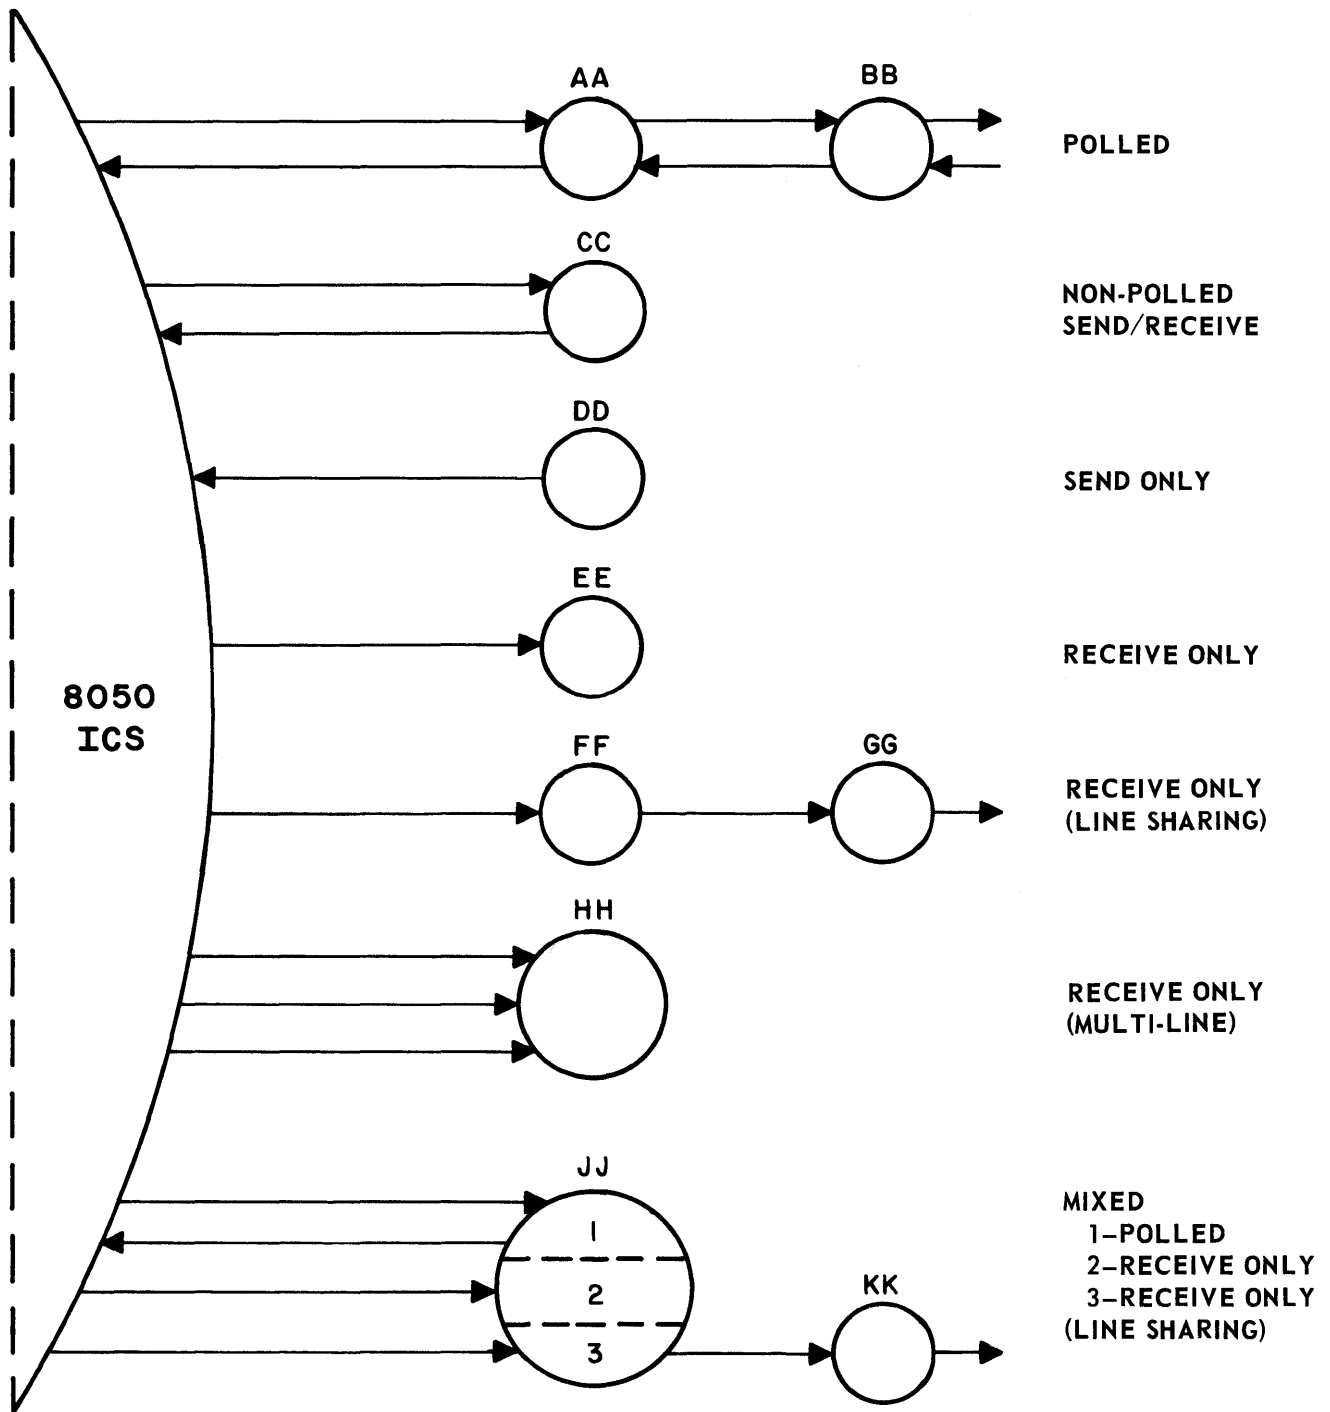 AA
BB
POLLED
CC
NON-POLLED
SEND/RECEIVE
DD
SEND ONLY
EE
RECEIVE ONLY
8050
ICS
FF
GG
RECEIVE ONLY
(LINE SHARING)
HH
RECEIVE ONLY
(MULTI-LINE)
JJ
1
2
3
KK
MIXED
1-POLLED
2-RECEIVE ONLY
3-RECEIVE ONLY
(LINE SHARING)